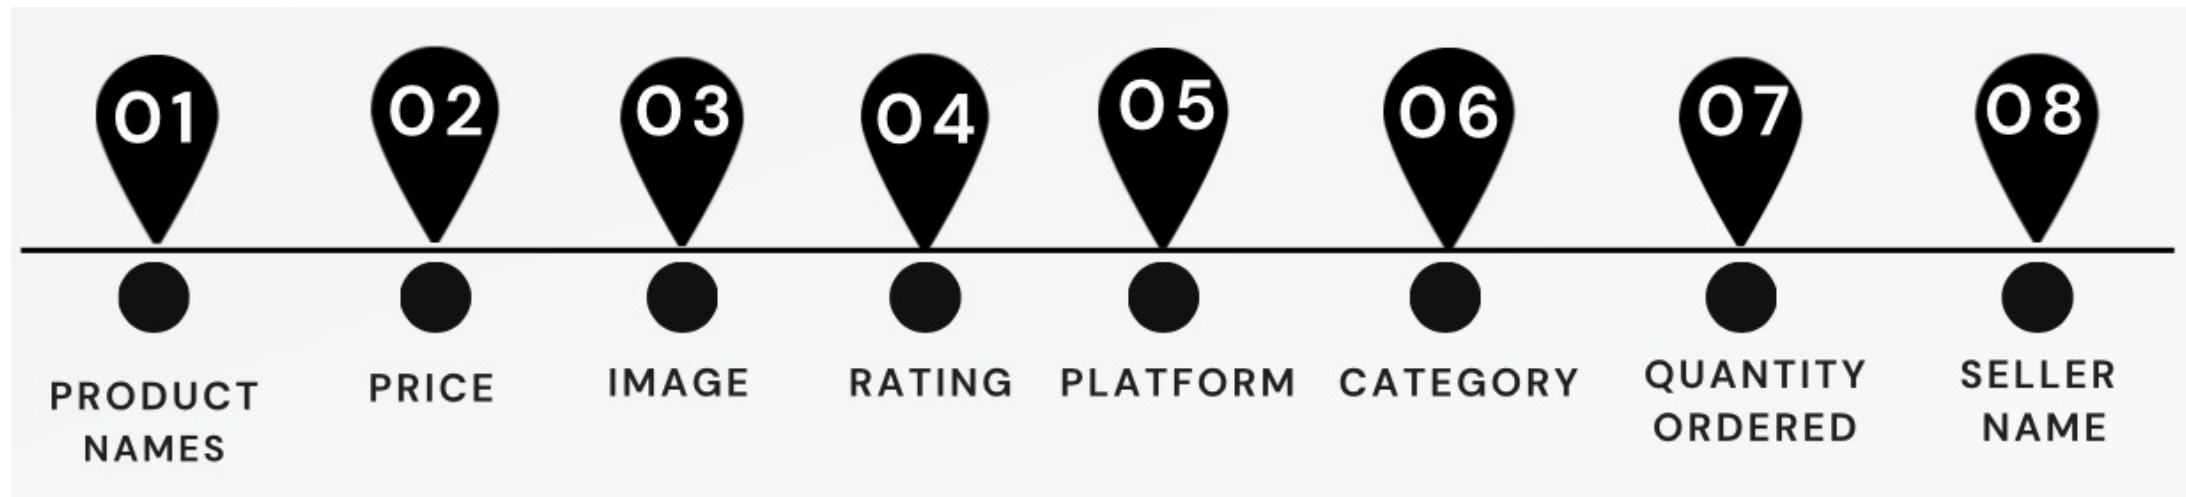 01 02 03 04 05 06 07 08
PRODUCT
NAMES
PRICE
IMAGE
RATING
PLATFORM
CATEGORY
QUANTITY
ORDERED
SELLER
NAME